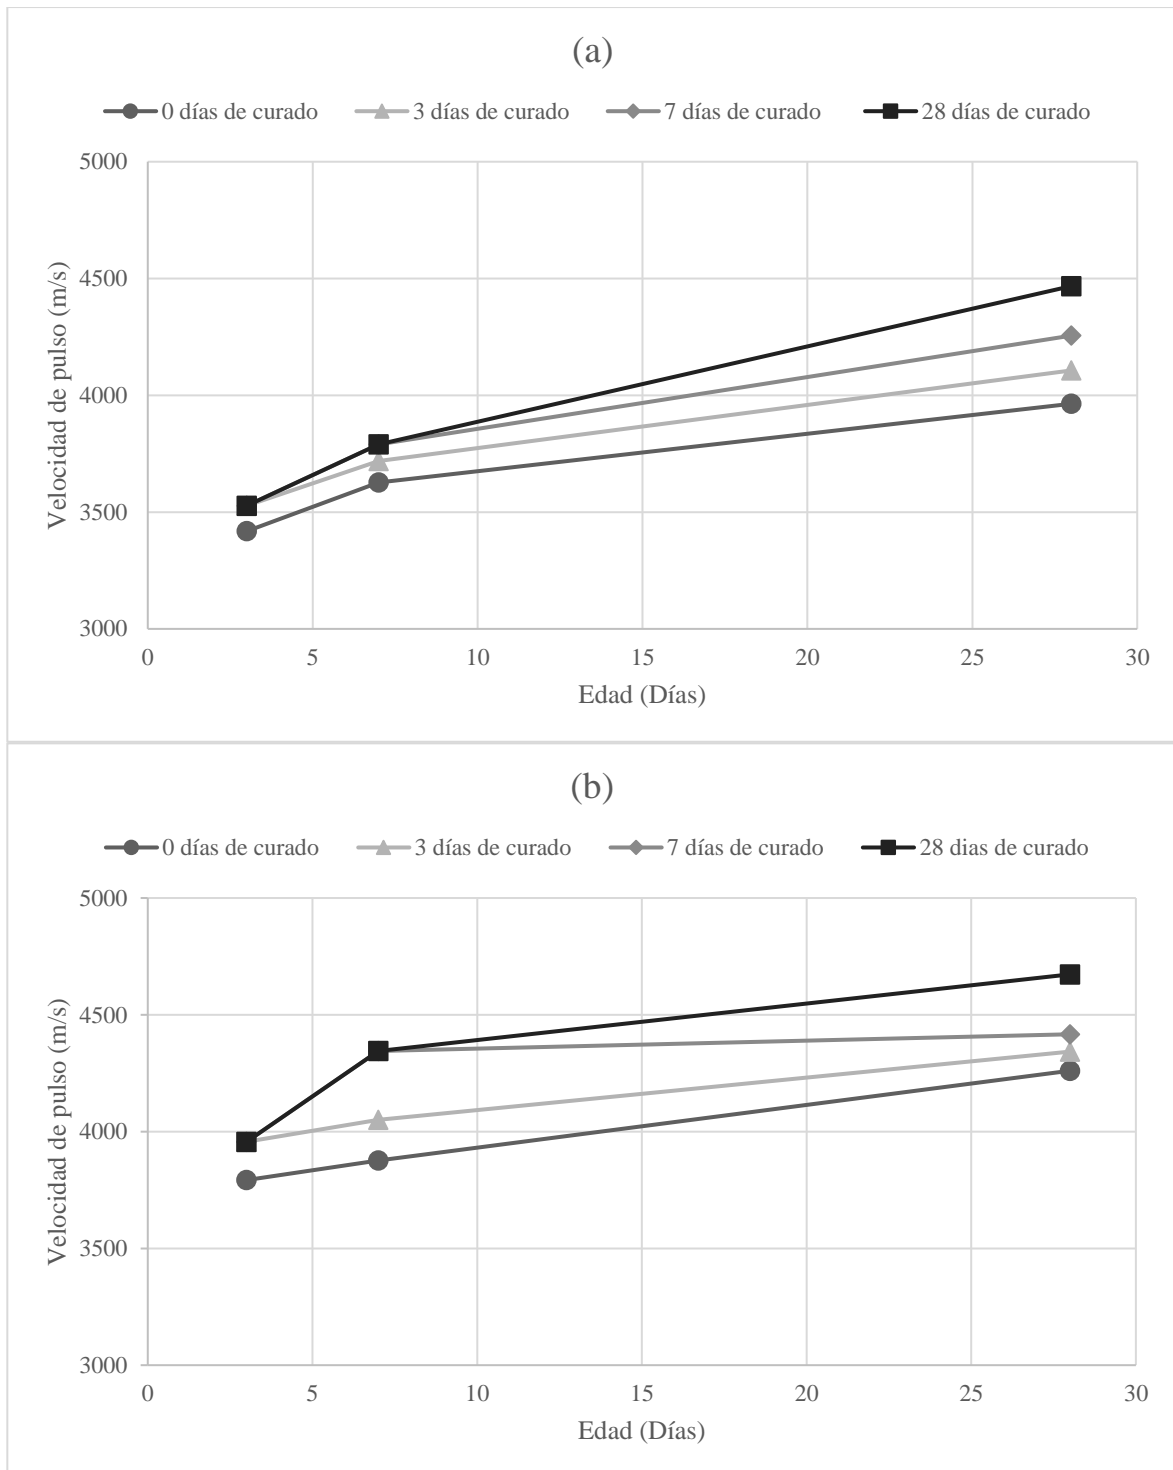 (a)
0 días de curado 3 días de curado 7 días de curado 28 días de curado
5000
4500
4000
3500
3000
Velocidad de pulso (m/s)
0 5 10 15 20 25 30
Edad (Días)
(b)
0 días de curado 3 días de curado 7 días de curado 28 dias de curado
5000
4500
4000
3500
3000
Velocidad de pulso (m/s)
0 5 10 15 20 25 30
Edad (Días)